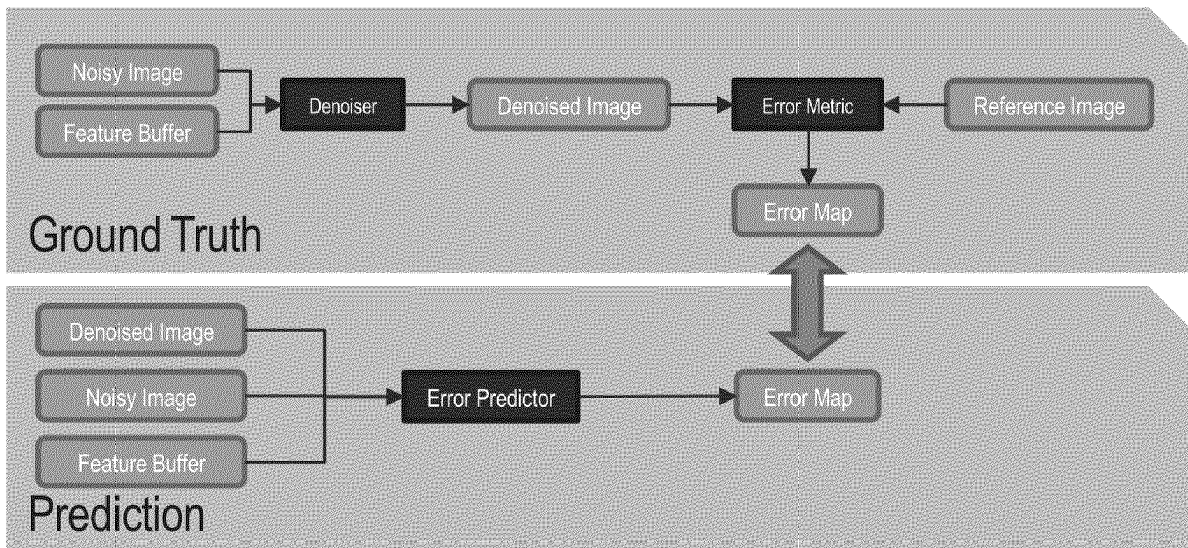 Noisy Image
Feature Buffer
Denoiser
Denoised Image
Error Metric
Reference Image
Error Map
Ground Truth
Denoised Image
Noisy Image
Feature Buffer
Error Predictor
Error Map
Prediction